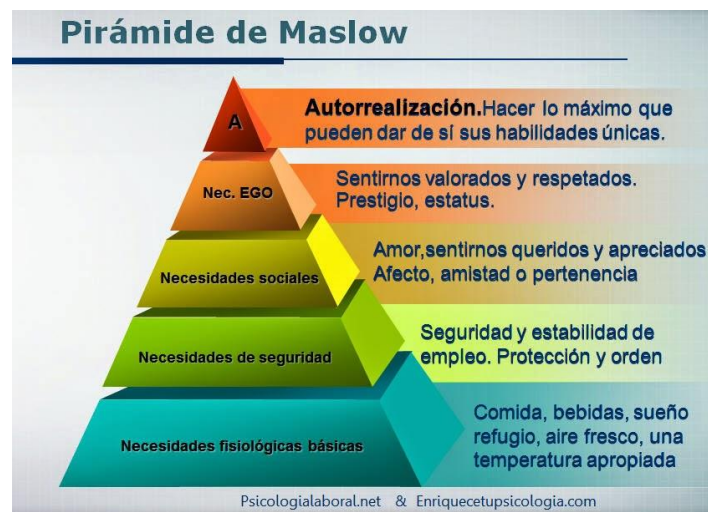 Pirámide de Maslow
A
Autorrealización.Hacer lo máximo que
pueden dar de sí sus habilidades únicas.
Nec. EGO
Sentirnos valorados y respetados.
Prestigio, estatus.
Necesidades sociales
Amor,sentirnos queridos y apreciados
Afecto, amistad o pertenencia
Necesidades de seguridad
Seguridad y estabilidad de
empleo. Protección y orden
Necesidades fisiológicas básicas
Comida, bebidas, sueño
refugio, aire fresco, una
temperatura apropiada
Psicologialaboral.net & Enriquecetupsicologia.com